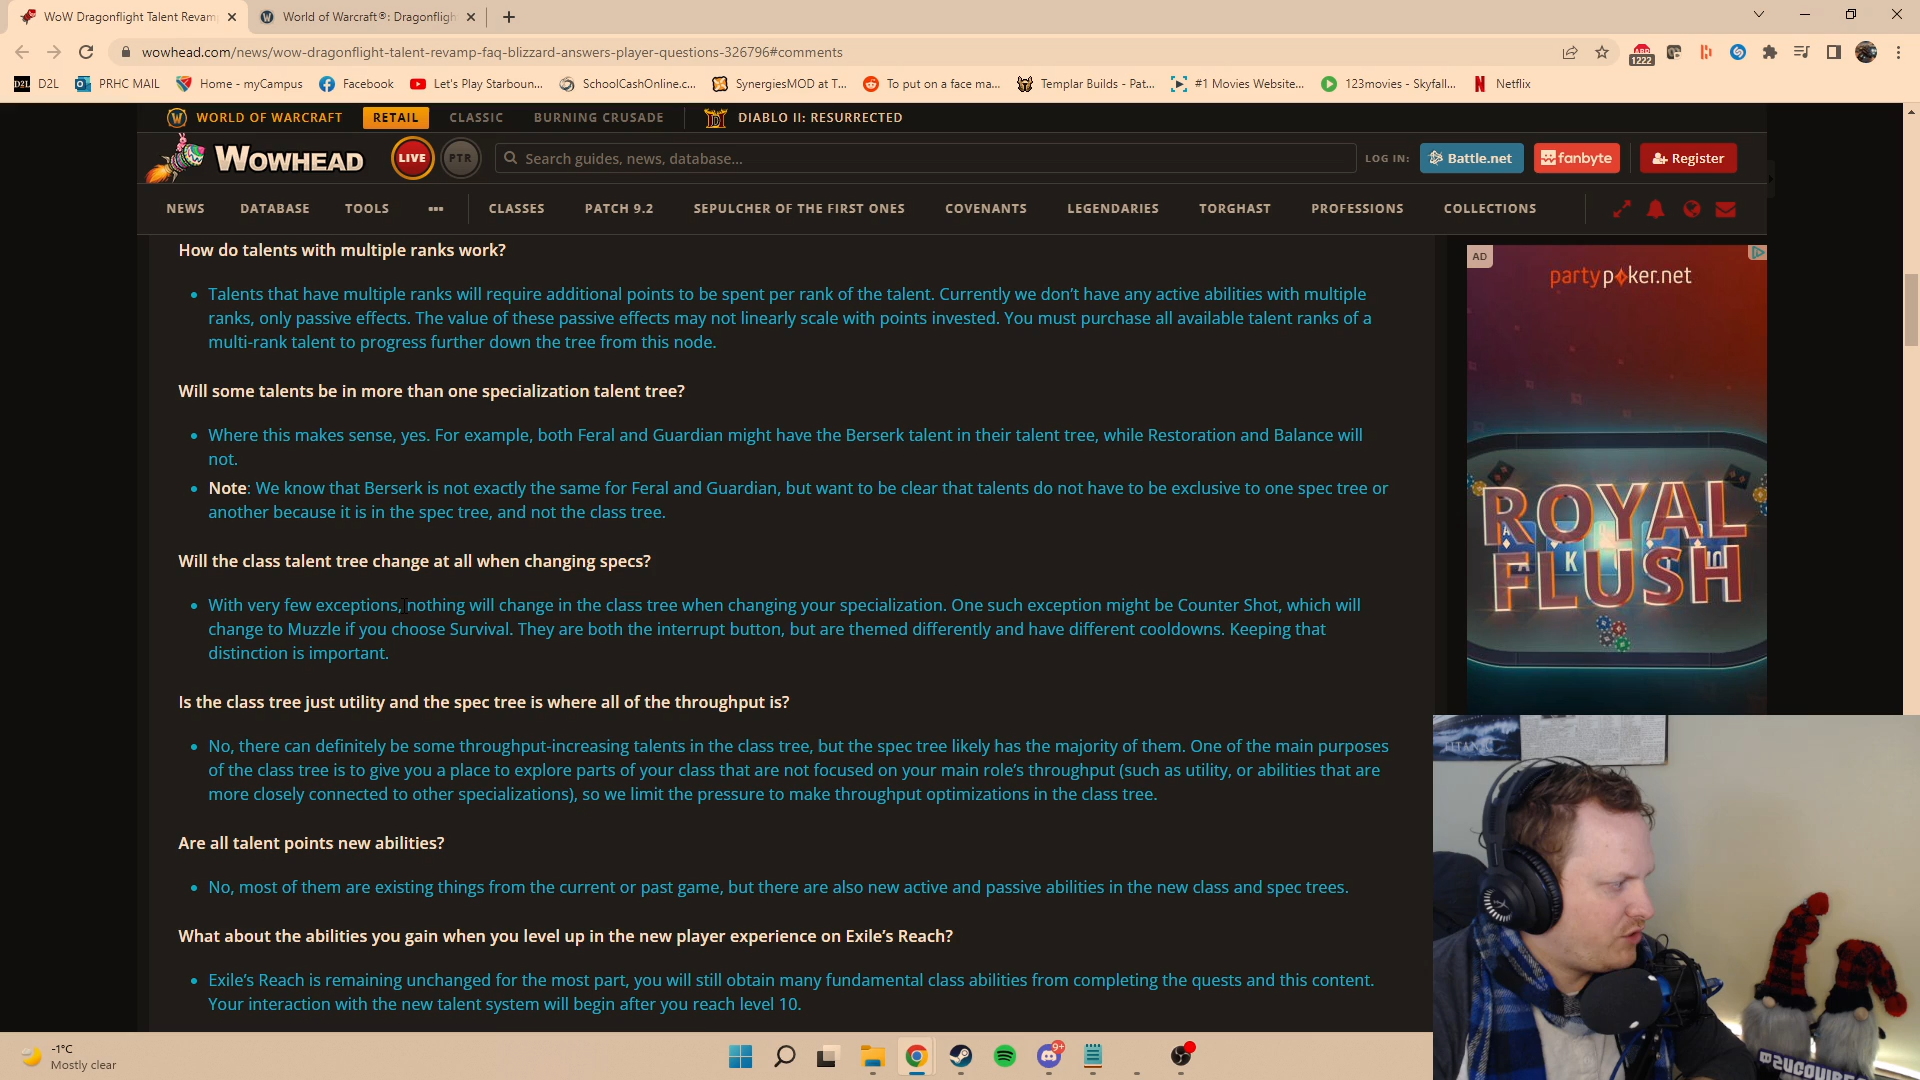 WoW Dragonflight Talent Revam
World of Warcraft®: Dragonfligh
wowhead.com/news/wow-dragonflight-talent-revamp-faq-blizzard-answers-player-questions-326796#comments
1222
D2L
PRHC MAIL
Home - myCampus
Facebook
Let's Play Starboun...
SchoolCashOnline.c...
SynergiesMOD at T...
To put on a face ma...
Templar Builds - Pat...
#1 Movies Website...
123movies - Skyfall...
Netflix
WORLD OF WARCRAFT
RETAIL
CLASSIC
BURNING CRUSADE
DIABLO II: RESURRECTED
WOWHEAD
LIVE
PTR
Search guides, news, database...
LOG IN:
Battle.net
fanbyte
Register
NEWS
DATABASE
TOOLS
CLASSES
PATCH 9.2
SEPULCHER OF THE FIRST ONES
COVENANTS
LEGENDARIES
TORGHAST
PROFESSIONS
COLLECTIONS
How do talents with multiple ranks work?
Talents that have multiple ranks will require additional points to be spent per rank of the talent. Currently we don't have any active abilities with multiple
ranks, only passive effects. The value of these passive effects may not linearly scale with points invested. You must purchase all available talent ranks of a
multi-rank talent to progress further down the tree from this node.
Will some talents be in more than one specialization talent tree?
Where this makes sense, yes. For example, both Feral and Guardian might have the Berserk talent in their talent tree, while Restoration and Balance will
not.
Note: We know that Berserk is not exactly the same for Feral and Guardian, but want to be clear that talents do not have to be exclusive to one spec tree or
another because it is in the spec tree, and not the class tree.
Will the class talent tree change at all when changing specs?
With very few exceptions, nothing will change in the class tree when changing your specialization. One such exception might be Counter Shot, which will
change to Muzzle if you choose Survival. They are both the interrupt button, but are themed differently and have different cooldowns. Keeping that
distinction is important.
Is the class tree just utility and the spec tree is where all of the throughput is?
No, there can definitely be some throughput-increasing talents in the class tree, but the spec tree likely has the majority of them. One of the main purposes
of the class tree is to give you a place to explore parts of your class that are not focused on your main role's throughput (such as utility, or abilities that are
more closely connected to other specializations), so we limit the pressure to make throughput optimizations in the class tree.
Are all talent points new abilities?
No, most of them are existing things from the current or past game, but there are also new active and passive abilities in the new class and spec trees.
What about the abilities you gain when you level up in the new player experience on Exile's Reach?
Exile's Reach is remaining unchanged for the most part, you will still obtain many fundamental class abilities from completing the quests and this content.
Your interaction with the new talent system will begin after you reach level 10.
AD
partypoker.net
ROYAL
FLUSH
TITANIC
-1°C
Mostly clear
9+